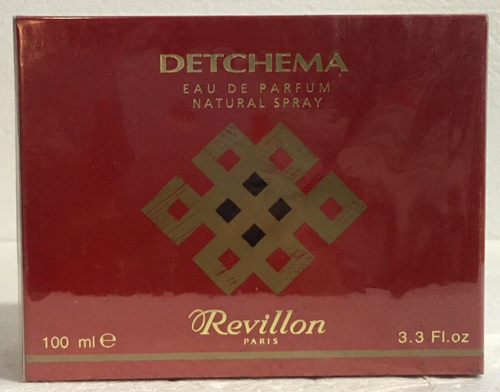 DETCHEMA
EAU DE PARFUM
NATURAL SPRAY
Revillon
PARIS
100 ml ℮
3.3 Fl.oz